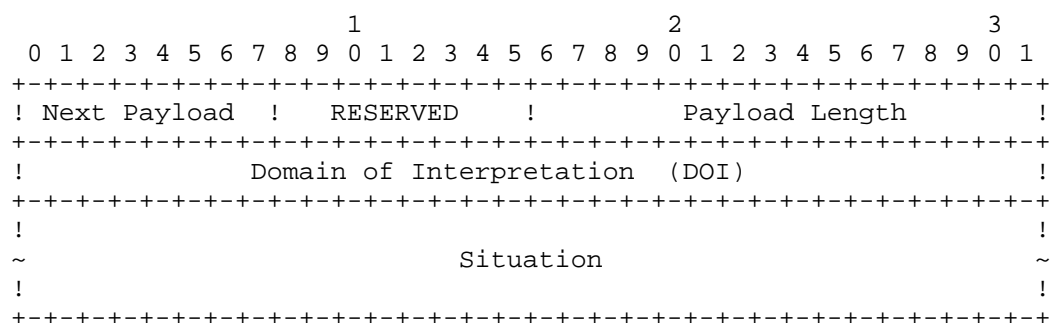 1                   2                   3
 0 1 2 3 4 5 6 7 8 9 0 1 2 3 4 5 6 7 8 9 0 1 2 3 4 5 6 7 8 9 0 1
+-+-+-+-+-+-+-+-+-+-+-+-+-+-+-+-+-+-+-+-+-+-+-+-+-+-+-+-+-+-+-+-+
! Next Payload  !   RESERVED    !         Payload Length        !
+-+-+-+-+-+-+-+-+-+-+-+-+-+-+-+-+-+-+-+-+-+-+-+-+-+-+-+-+-+-+-+-+
!              Domain of Interpretation  (DOI)                  !
+-+-+-+-+-+-+-+-+-+-+-+-+-+-+-+-+-+-+-+-+-+-+-+-+-+-+-+-+-+-+-+-+
!                                                               !
~                           Situation                           ~
!                                                               !
+-+-+-+-+-+-+-+-+-+-+-+-+-+-+-+-+-+-+-+-+-+-+-+-+-+-+-+-+-+-+-+-+